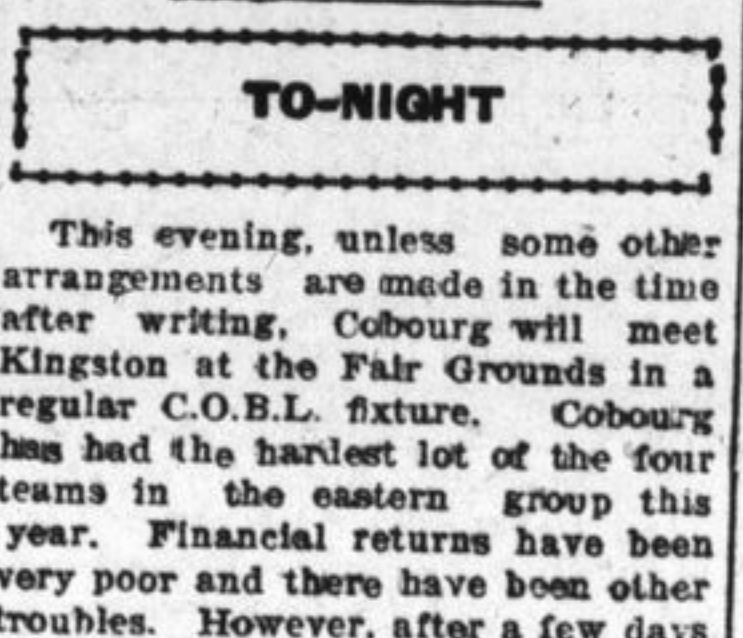 TO-NIGHT
This evening, unless some other
arrangements are made in the time
after writing, Cobourg will meet
Kingston at the Fair Grounds in a
regular C.O.B.L. fixture. Cobourg
has had the hardest lot of the four
teams in the eastern group this
year. Financial returns have been
very poor and there have been other
troubles. However, after a few days